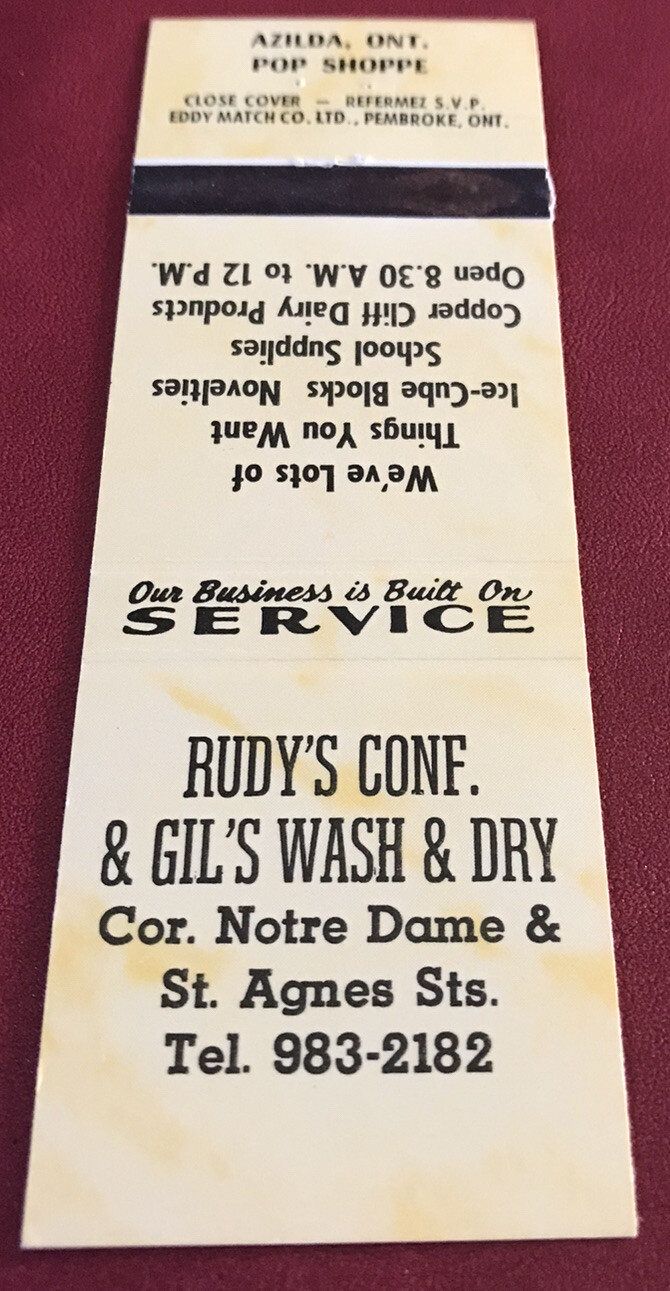 AZILDA, ONT.
POP SHOPPE
CLOSE COVER — REFERMEZ S.V.P.
EDDY MATCH CO. LTD., PEMBROKE, ONT.
We've Lots of
Things You Want
Ice-Cube Blocks Novelties
School Supplies
Copper Cliff Dairy Products
Open 8.30 A.M. to 12 P.M.
Our Business is Built On
SERVICE
RUDY'S CONF.
& GIL'S WASH & DRY
Cor. Notre Dame &
St. Agnes Sts.
Tel. 983-2182